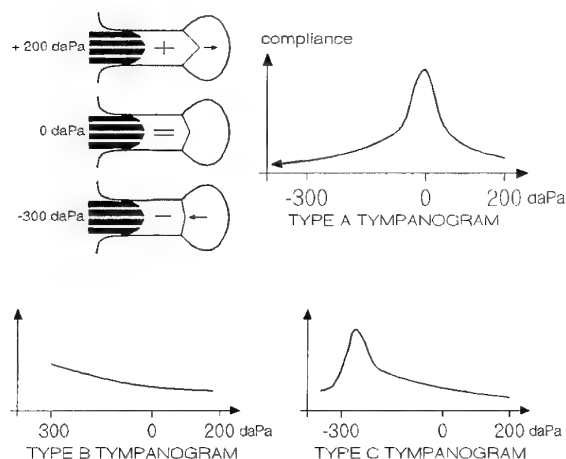 + 200 daPa
0 daPa
-300 daPa
compliance
-300 0 200 daPa
TYPE A TYMPANOGRAM
300 0 200 daPa
TYPE B TYMPANOGRAM
-300 0 200 daPa
TYPE C TYMPANOGRAM